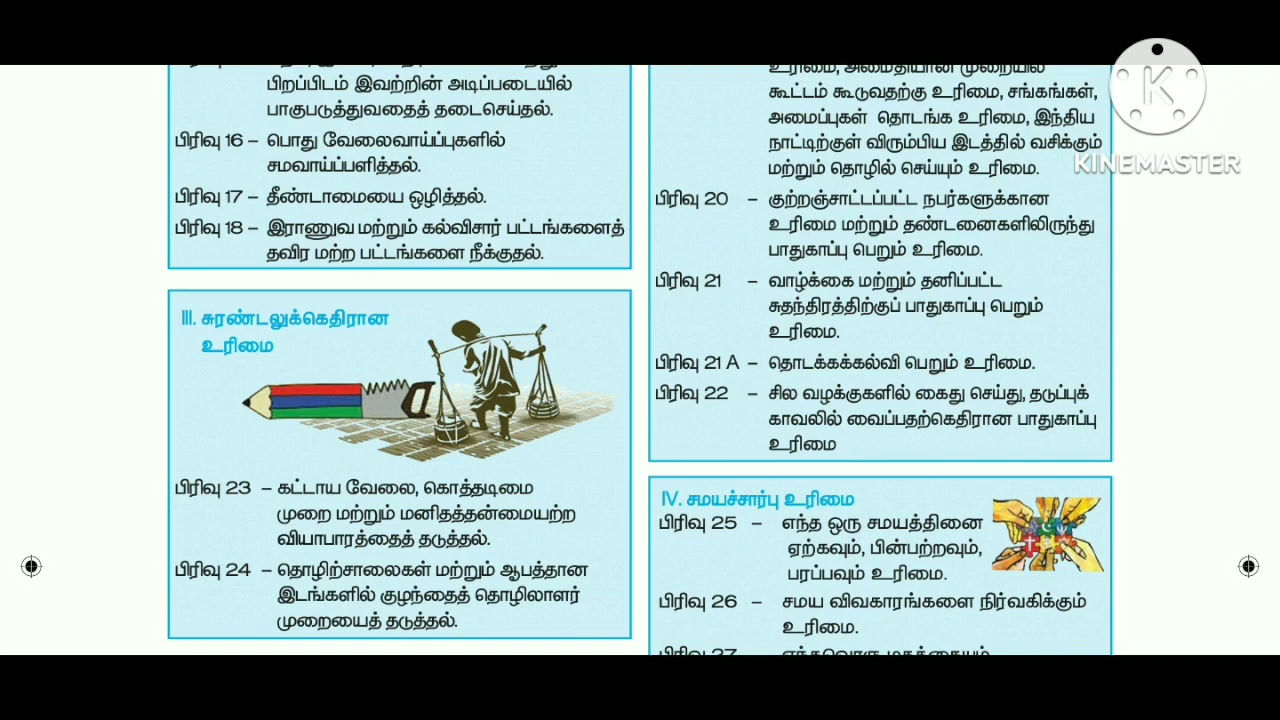 பிறப்பிடம் இவற்றின் அடிப்படையில்
பாகுபடுத்துவதைத் தடைசெய்தல்.
பிரிவு 16 – பொது வேலைவாய்ப்புகளில்
சமவாய்ப்பளித்தல்.
பிரிவு 17 – தீண்டாமையை ஒழித்தல்.
பிரிவு 18 – இராணுவ மற்றும் கல்விசார் பட்டங்களைத்
தவிர மற்ற பட்டங்களை நீக்குதல்.
III. சுரண்டலுக்கெதிரான
உரிமை
பிரிவு 23 – கட்டாய வேலை, கொத்தடிமை
முறை மற்றும் மனிதத்தன்மையற்ற
வியாபாரத்தைத் தடுத்தல்.
பிரிவு 24 – தொழிற்சாலைகள் மற்றும் ஆபத்தான
இடங்களில் குழந்தைத் தொழிலாளர்
முறையைத் தடுத்தல்.
உரிமை, அமைதியான முறையில்
கூட்டம் கூடுவதற்கு உரிமை, சங்கங்கள்,
அமைப்புகள் தொடங்க உரிமை, இந்திய
நாட்டிற்குள் விரும்பிய இடத்தில் வசிக்கும்
மற்றும் தொழில் செய்யும் உரிமை.
பிரிவு 20 – குற்றஞ்சாட்டப்பட்ட நபர்களுக்கான
உரிமை மற்றும் தண்டனைகளிலிருந்து
பாதுகாப்பு பெறும் உரிமை.
பிரிவு 21 – வாழ்க்கை மற்றும் தனிப்பட்ட
சுதந்திரத்திற்குப் பாதுகாப்பு பெறும்
உரிமை.
பிரிவு 21 A – தொடக்கக்கல்வி பெறும் உரிமை.
பிரிவு 22 – சில வழக்குகளில் கைது செய்து, தடுப்புக்
காவலில் வைப்பதற்கெதிரான பாதுகாப்பு
உரிமை
IV. சமயச்சார்பு உரிமை
பிரிவு 25 – எந்த ஒரு சமயத்தினை
ஏற்கவும், பின்பற்றவும்,
பரப்பவும் உரிமை.
பிரிவு 26 – சமய விவகாரங்களை நிர்வகிக்கும்
உரிமை.
பிரிவு 27
KINEMASTER